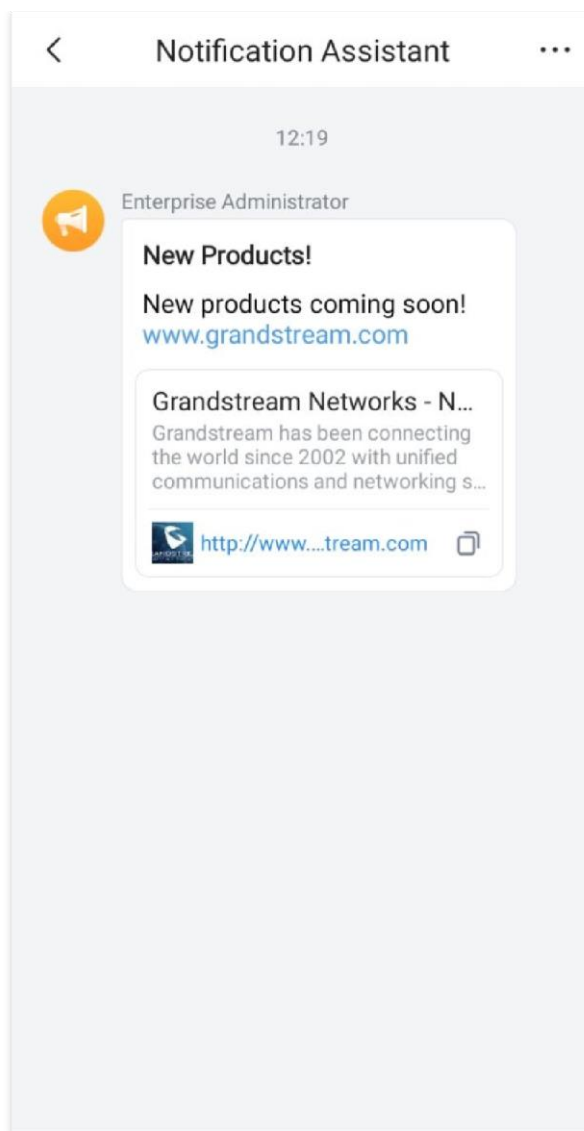 Notification Assistant
12:19
Enterprise Administrator
New Products!
New products coming soon!
www.grandstream.com
Grandstream Networks - N...
Grandstream has been connecting
the world since 2002 with unified
communications and networking s...
http://www....tream.com